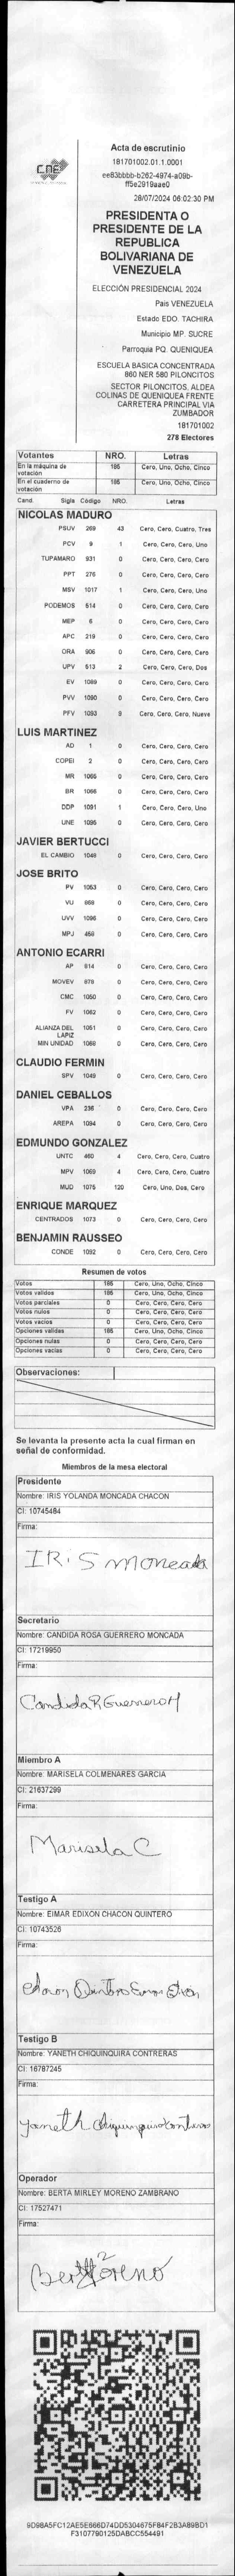 Acta de escrutinio
181701002.01.1.0001
ee83bbbb-b262-4974-a09b-
ff5e2919aae0
28/07/2024 06:02:30 PM
CNE
PRESIDENTA O
PRESIDENTE DE LA
REPUBLICA
BOLIVARIANA DE
VENEZUELA
ELECCIÓN PRESIDENCIAL 2024
Pais VENEZUELA
Estado EDO. TACHIRA
Municipio MP. SUCRE
Parroquia PQ. QUENIQUEA
ESCUELA BASICA CONCENTRADA
860 NER 580 PILONCITOS
SECTOR PILONCITOS, ALDEA
COLINAS DE QUENIQUEA FRENTE
CARRETERA PRINCIPAL VIA
ZUMBADOR
181701002
278 Electores
Votantes NRO. Letras
En la máquina de votación 185 Cero, Uno, Ocho, Cinco
En el cuaderno de votación 185 Cero, Uno, Ocho, Cinco
Cand. Sigla Código NRO. Letras
NICOLAS MADURO
PSUV 269 43 Cero, Cero, Cuatro, Tres
PCV 9 1 Cero, Cero, Cero, Uno
TUPAMARO 931 0 Cero, Cero, Cero, Cero
PPT 276 0 Cero, Cero, Cero, Cero
MSV 1017 1 Cero, Cero, Cero, Uno
PODEMOS 514 0 Cero, Cero, Cero, Cero
MEP 6 0 Cero, Cero, Cero, Cero
APC 219 0 Cero, Cero, Cero, Cero
ORA 906 0 Cero, Cero, Cero, Cero
UPV 513 2 Cero, Cero, Cero, Dos
EV 1089 0 Cero, Cero, Cero, Cero
PVV 1090 0 Cero, Cero, Cero, Cero
PFV 1093 9 Cero, Cero, Cero, Nueve
LUIS MARTINEZ
AD 1 0 Cero, Cero, Cero, Cero
COPEI 2 0 Cero, Cero, Cero, Cero
MR 1065 0 Cero, Cero, Cero, Cero
BR 1066 0 Cero, Cero, Cero, Cero
DDP 1091 1 Cero, Cero, Cero, Uno
UNE 1095 0 Cero, Cero, Cero, Cero
JAVIER BERTUCCI
EL CAMBIO 1048 0 Cero, Cero, Cero, Cero
JOSE BRITO
PV 1053 0 Cero, Cero, Cero, Cero
VU 868 0 Cero, Cero, Cero, Cero
UVV 1096 0 Cero, Cero, Cero, Cero
MPJ 459 0 Cero, Cero, Cero, Cero
ANTONIO ECARRI
AP 914 0 Cero, Cero, Cero, Cero
MOVEV 978 0 Cero, Cero, Cero, Cero
CMC 1050 0 Cero, Cero, Cero, Cero
FV 1062 0 Cero, Cero, Cero, Cero
ALIANZA DEL LAPIZ 1051 0 Cero, Cero, Cero, Cero
MIN UNIDAD 1068 0 Cero, Cero, Cero, Cero
CLAUDIO FERMIN
SPV 1049 0 Cero, Cero, Cero, Cero
DANIEL CEBALLOS
VPA 236 0 Cero, Cero, Cero, Cero
AREPA 1094 0 Cero, Cero, Cero, Cero
EDMUNDO GONZALEZ
UNTC 460 4 Cero, Cero, Cero, Cuatro
MPV 1069 4 Cero, Cero, Cero, Cuatro
MUD 1075 120 Cero, Uno, Dos, Cero
ENRIQUE MARQUEZ
CENTRADOS 1073 0 Cero, Cero, Cero, Cero
BENJAMIN RAUSSEO
CONDE 1092 0 Cero, Cero, Cero, Cero
Resumen de votos
Votos 185 Cero, Uno, Ocho, Cinco
Votos validos 185 Cero, Uno, Ocho, Cinco
Votos parciales 0 Cero, Cero, Cero, Cero
Votos nulos 0 Cero, Cero, Cero, Cero
Votos vacios 0 Cero, Cero, Cero, Cero
Opciones validas 185 Cero, Uno, Ocho, Cinco
Opciones nulas 0 Cero, Cero, Cero, Cero
Opciones vacias 0 Cero, Cero, Cero, Cero
Observaciones:
Se levanta la presente acta la cual firman en
señal de conformidad.
Miembros de la mesa electoral
Presidente
Nombre: IRIS YOLANDA MONCADA CHACON
CI: 10745484
Firma:
IRiS moncada
Secretario
Nombre: CANDIDA ROSA GUERRERO MONCADA
CI: 17219950
Firma:
Candida R Guerrero M
Miembro A
Nombre: MARISELA COLMENARES GARCIA
CI: 21637299
Firma:
Marisela C
Testigo A
Nombre: EIMAR EDIXON CHACON QUINTERO
CI: 10743526
Firma:
Testigo B
Nombre: YANETH CHIQUINQUIRA CONTRERAS
CI: 16787245
Firma:
Yaneth Chiquinquira Contreras
Operador
Nombre: BERTA MIRLEY MORENO ZAMBRANO
CI: 17527471
Firma:
9D98A5FC12AE5E666D74DD5304675F84F2B3A89BD1
F3107790125DABCC554491